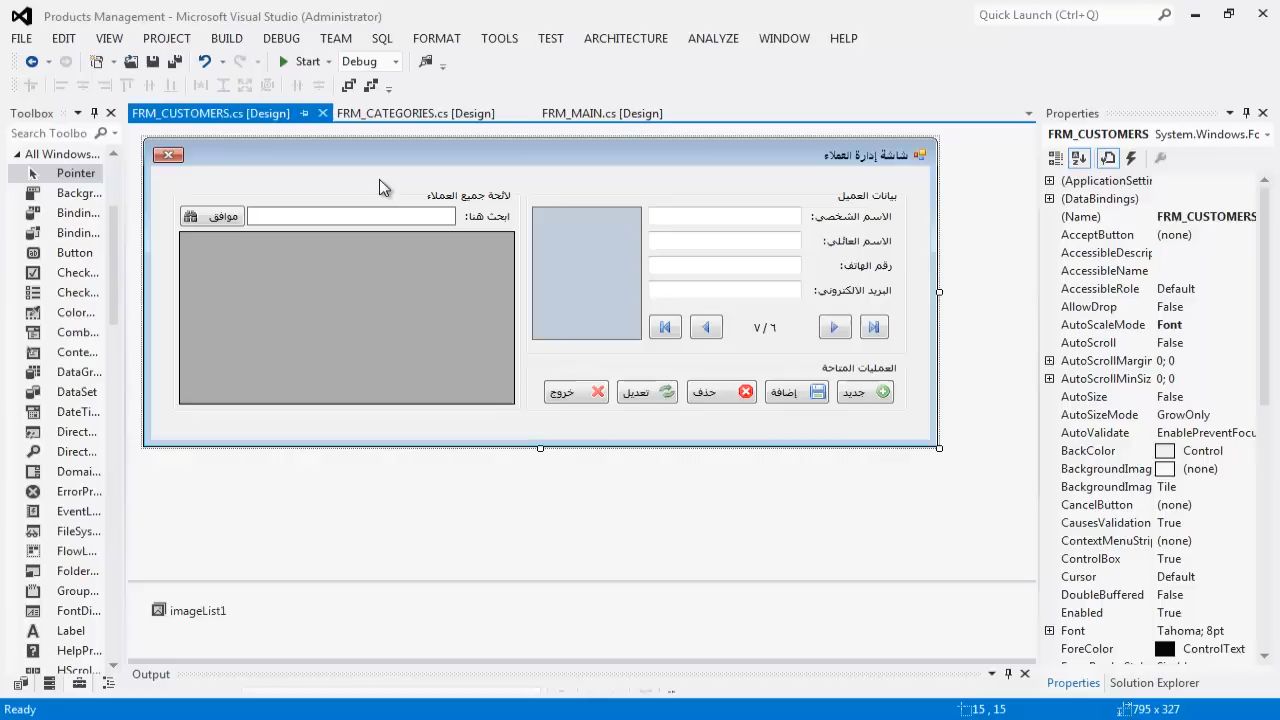 Products Management - Microsoft Visual Studio (Administrator)
Quick Launch (Ctrl+Q)
FILE EDIT VIEW PROJECT BUILD DEBUG TEAM SQL FORMAT TOOLS TEST ARCHITECTURE ANALYZE WINDOW HELP
Start Debug
Toolbox
FRM_CUSTOMERS.cs [Design] FRM_CATEGORIES.cs [Design] FRM_MAIN.cs [Design]
Properties
Search Toolbo
All Windows...
Pointer
Backgr...
Bindin...
Bindin...
Button
Check...
Check...
Color...
Comb...
Conte...
DataGr...
DataSet
DateTi...
Direct...
Direct...
Domai...
ErrorPr...
EventL...
FileSys...
FlowL...
Folder...
Group...
FontDi...
Label
HelpPr...
HScrol...
شاشة إدارة العملاء
بيانات العميل
الاسم الشخصي:
الاسم العائلي:
رقم الهاتف:
البريد الالكتروني:
٧ / ٦
لائحة جميع العملاء
ابحث هنا:
موافق
العمليات المتاحة
جديد
إضافة
حذف
تعديل
خروج
imageList1
Output
FRM_CUSTOMERS System.Windows.Fo
(ApplicationSettin
(DataBindings)
(Name) FRM_CUSTOMERS
AcceptButton (none)
AccessibleDescrip
AccessibleName
AccessibleRole Default
AllowDrop False
AutoScaleMode Font
AutoScroll False
AutoScrollMargin 0; 0
AutoScrollMinSiz 0; 0
AutoSize False
AutoSizeMode GrowOnly
AutoValidate EnablePreventFocu
BackColor Control
BackgroundImag (none)
BackgroundImag Tile
CancelButton (none)
CausesValidation True
ContextMenuStrip (none)
ControlBox True
Cursor Default
DoubleBuffered False
Enabled True
Font Tahoma; 8pt
ForeColor ControlText
Properties Solution Explorer
Ready
15 , 15
795 x 327